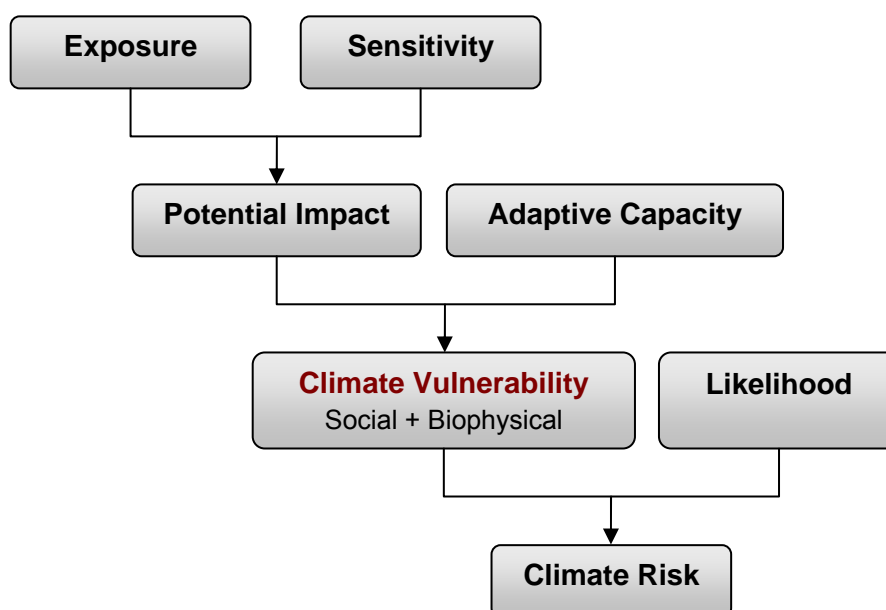 Exposure
Sensitivity
Potential Impact
Adaptive Capacity
Climate Vulnerability
Social + Biophysical
Likelihood
Climate Risk